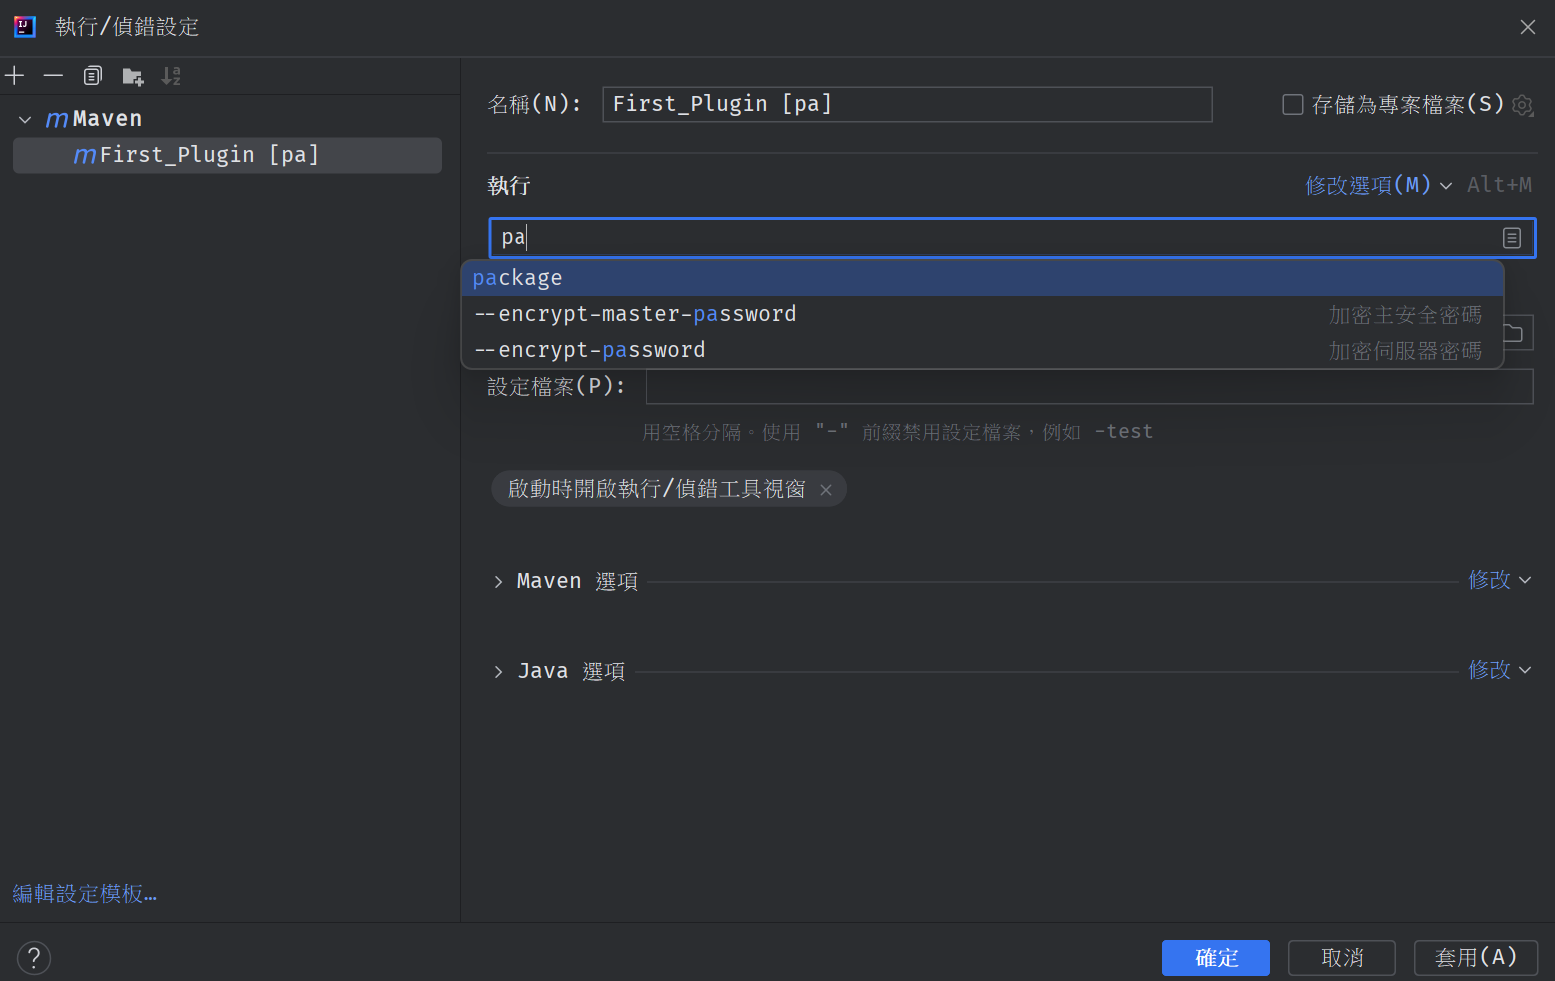 執行/偵錯設定
Maven
First_Plugin [pa]
編輯設定模板...
名稱(N): First_Plugin [pa] 存儲為專案檔案(S)
執行 修改選項(M) Alt+M
pa
package
--encrypt-master-password 加密主安全密碼
--encrypt-password 加密伺服器密碼
設定檔案(P):
用空格分隔。使用 "-" 前綴禁用設定檔案，例如 -test
啟動時開啟執行/偵錯工具視窗
Maven 選項 修改
Java 選項 修改
? 確定 取消 套用(A)